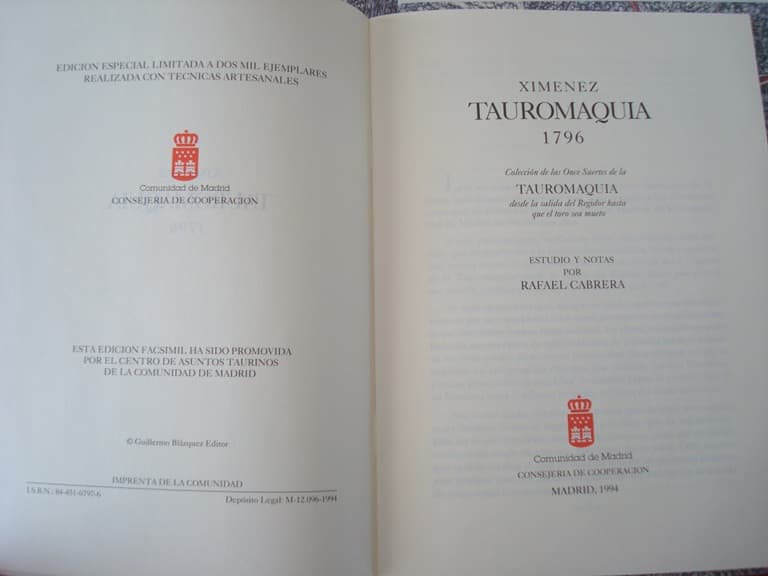 EDICION ESPECIAL LIMITADA A DOS MIL EJEMPLARES
REALIZADA CON TECNICAS ARTESANALES
Comunidad de Madrid
CONSEJERIA DE COOPERACION
ESTA EDICION FACSIMIL HA SIDO PROMOVIDA
POR EL CENTRO DE ASUNTOS TAURINOS
DE LA COMUNIDAD DE MADRID
© Guillermo Blázquez Editor
IMPRENTA DE LA COMUNIDAD
I.S.B.N.: 84-451-0797-6
Depósito Legal: M-12.096-1994
XIMENEZ
TAUROMAQUIA
1796
Colección de las Once Suertes de la
TAUROMAQUIA
desde la salida del Regidor hasta
que el toro sea mueto
ESTUDIO Y NOTAS
POR
RAFAEL CABRERA
Comunidad de Madrid
CONSEJERIA DE COOPERACION
MADRID, 1994